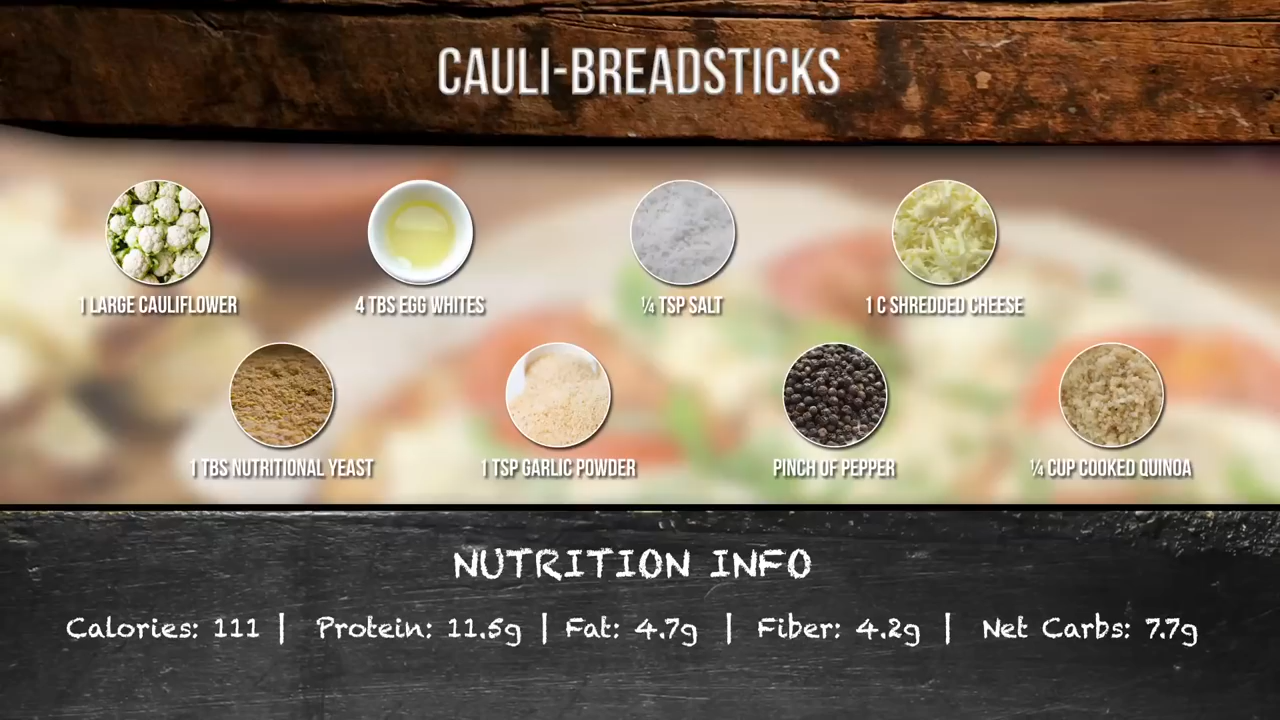 CAULI-BREADSTICKS
1 LARGE CAULIFLOWER
4 TBS EGG WHITES
¼ TSP SALT
1 C SHREDDED CHEESE
1 TBS NUTRITIONAL YEAST
1 TSP GARLIC POWDER
PINCH OF PEPPER
¼ CUP COOKED QUINOA
NUTRITION INFO
Calories: 111 | Protein: 11.5g | Fat: 4.7g | Fiber: 4.2g | Net Carbs: 7.7g